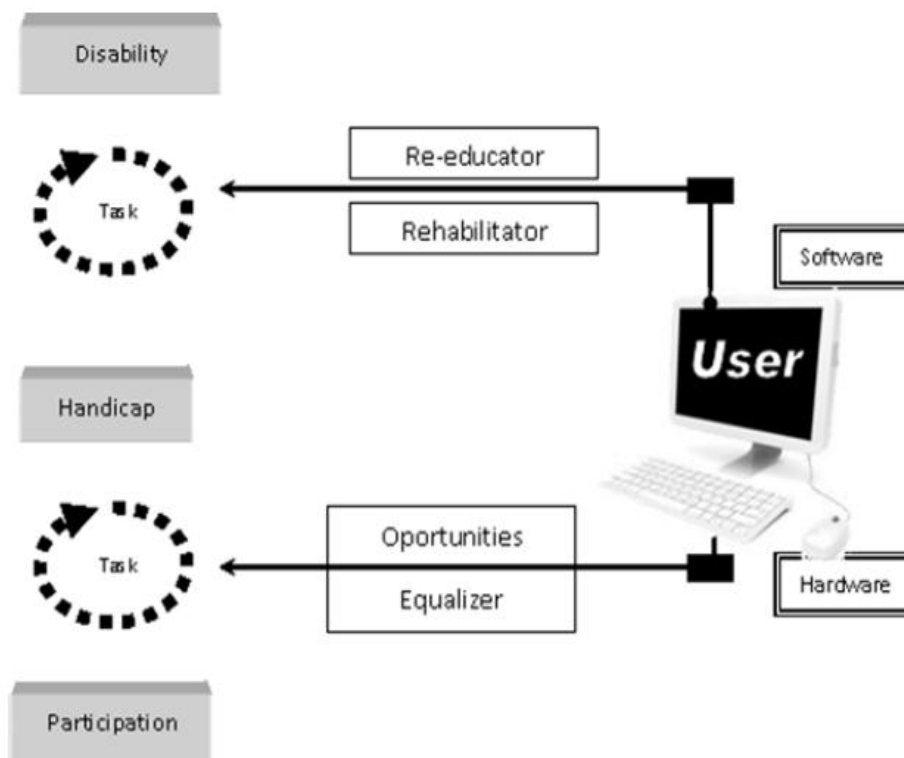 Disability
Re-educator
Task
Rehabilitator
Software
User
Handicap
Oportunities
Task
Equalizer
Hardware
Participation